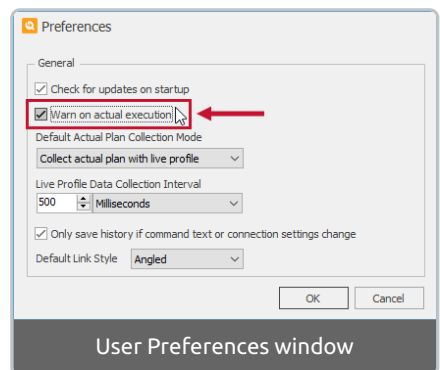 Preferences
General
Check for updates on startup
Warn on actual execution
Default Actual Plan Collection Mode
Collect actual plan with live profile
Live Profile Data Collection Interval
500 Milliseconds
Only save history if command text or connection settings change
Default Link Style Angled
OK Cancel
User Preferences window